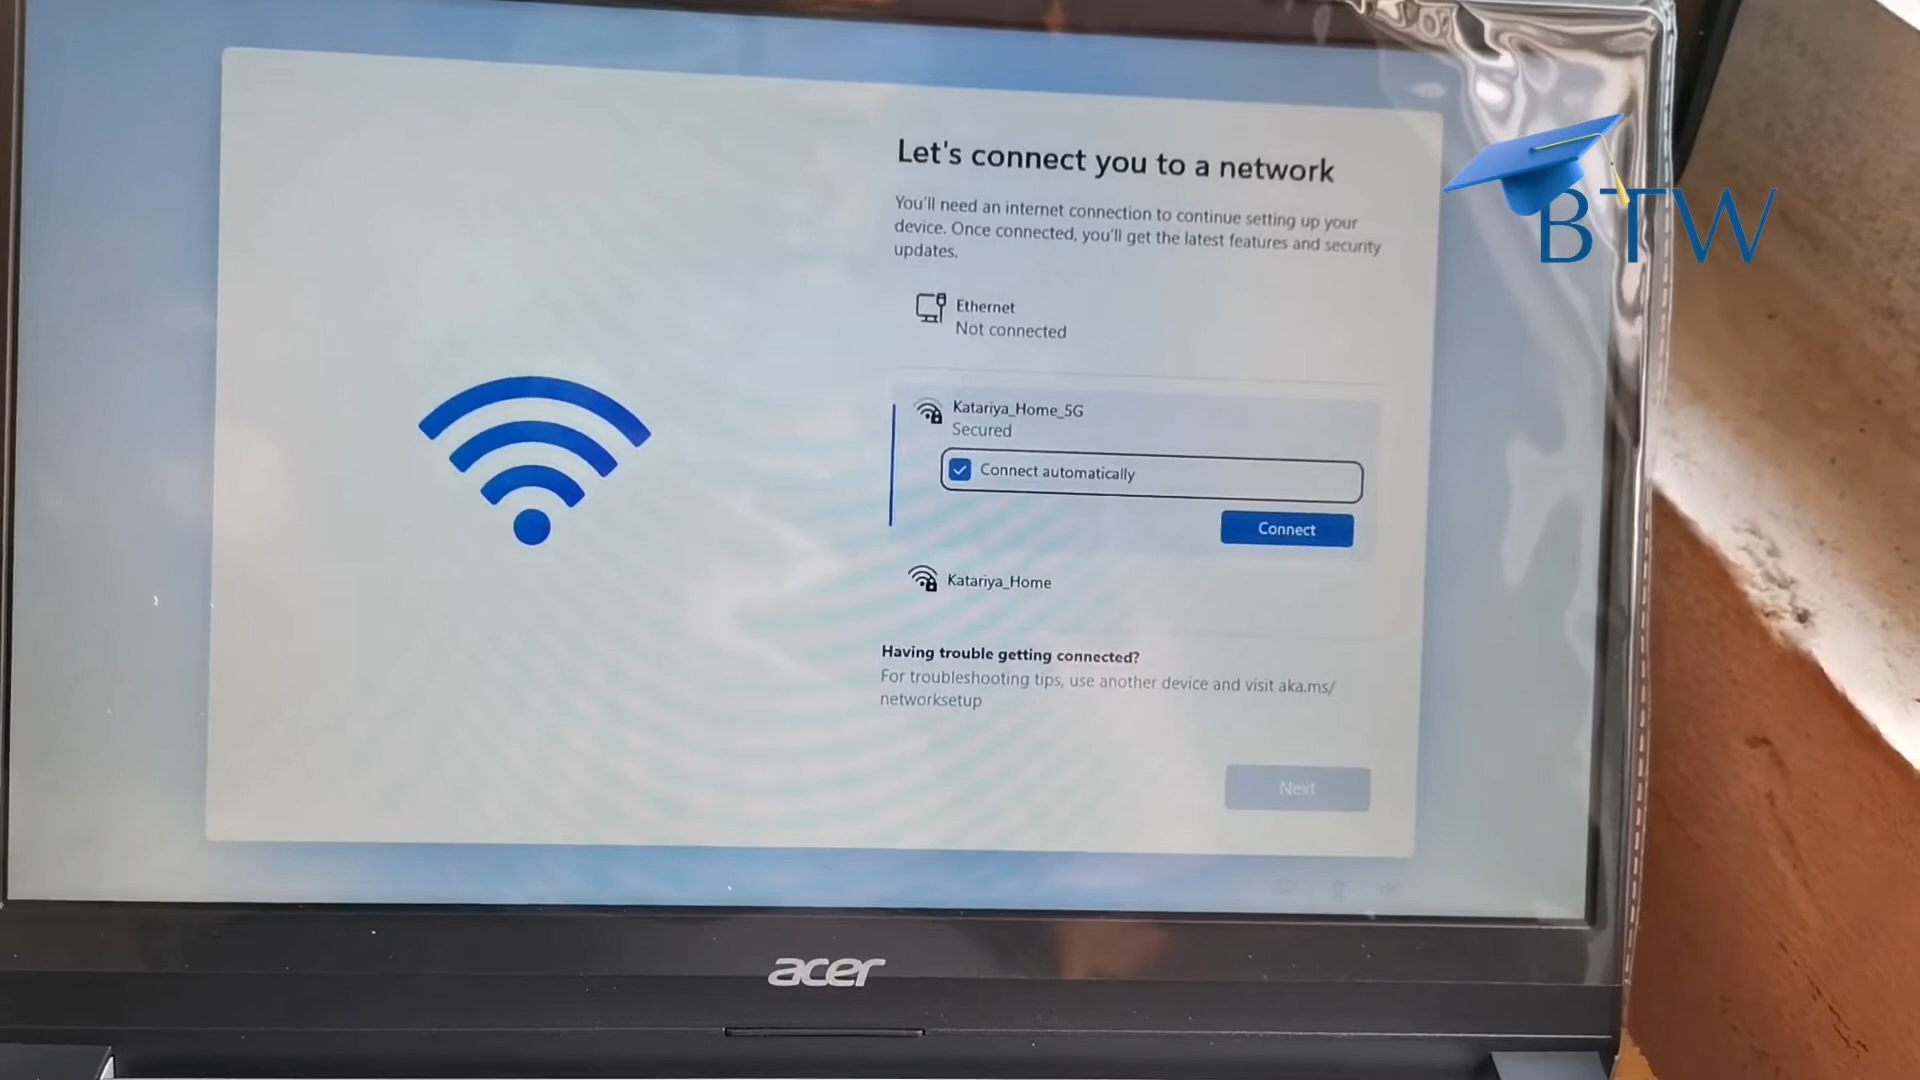 Let's connect you to a network
You'll need an internet connection to continue setting up your
device. Once connected, you'll get the latest features and security
updates.
Ethernet
Not connected
Katariya_Home_5G
Secured
Connect automatically
Connect
Katariya_Home
Having trouble getting connected?
For troubleshooting tips, use another device and visit aka.ms/
networksetup
Next
acer
BTW